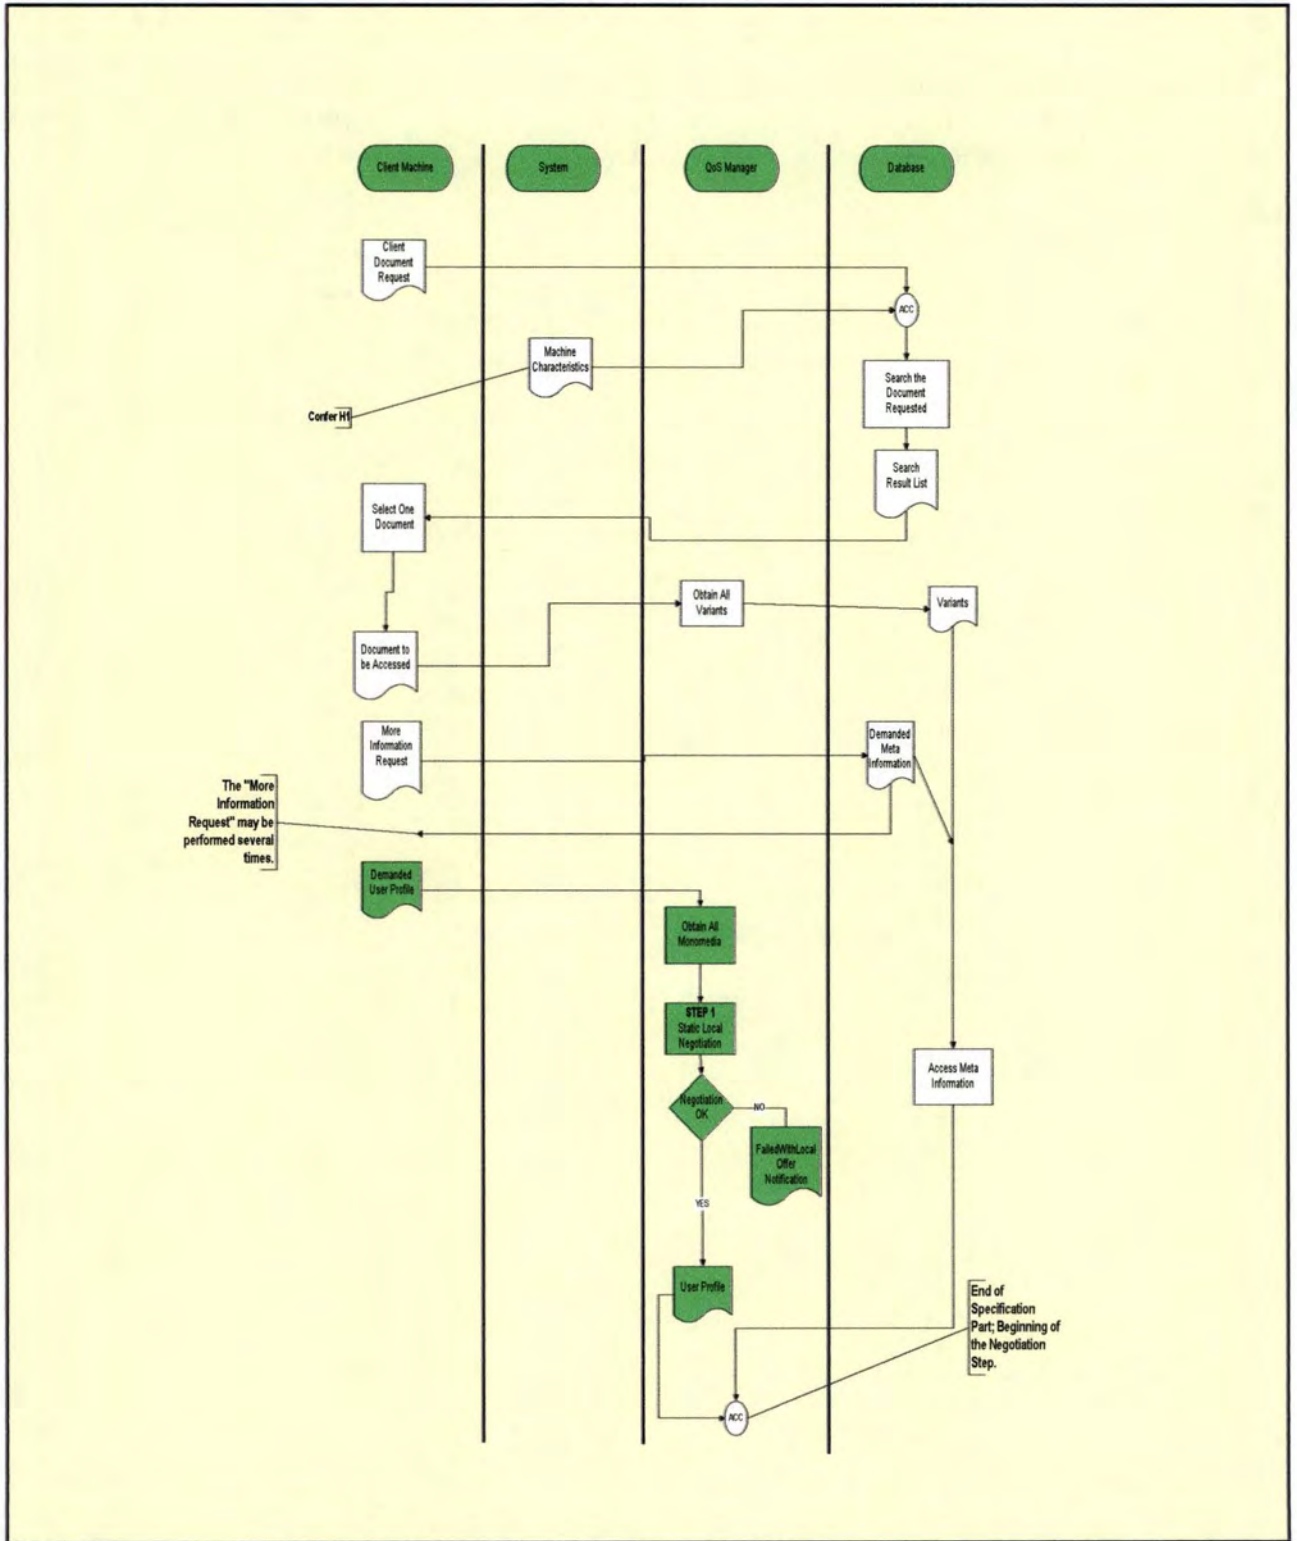 Client Machine
System
QoS Manager
Database
Client
Document
Request
ACC
Machine
Characteristics
Search the
Document
Requested
Confer H1
Search
Result List
Select One
Document
Obtain All
Variants
Variants
Document to
be Accessed
More
Information
Request
Demanded
Meta
Information
The "More
Information
Request" may be
performed several
times.
Demanded
User Profile
Obtain All
Monomedia
STEP 1
Static Local
Negotiation
Access Meta
Information
Negotiation
OK
NO
FailedWithLocal
Offer
Notification
YES
User Profile
End of
Specification
Part; Beginning of
the Negotiation
Step.
ACC